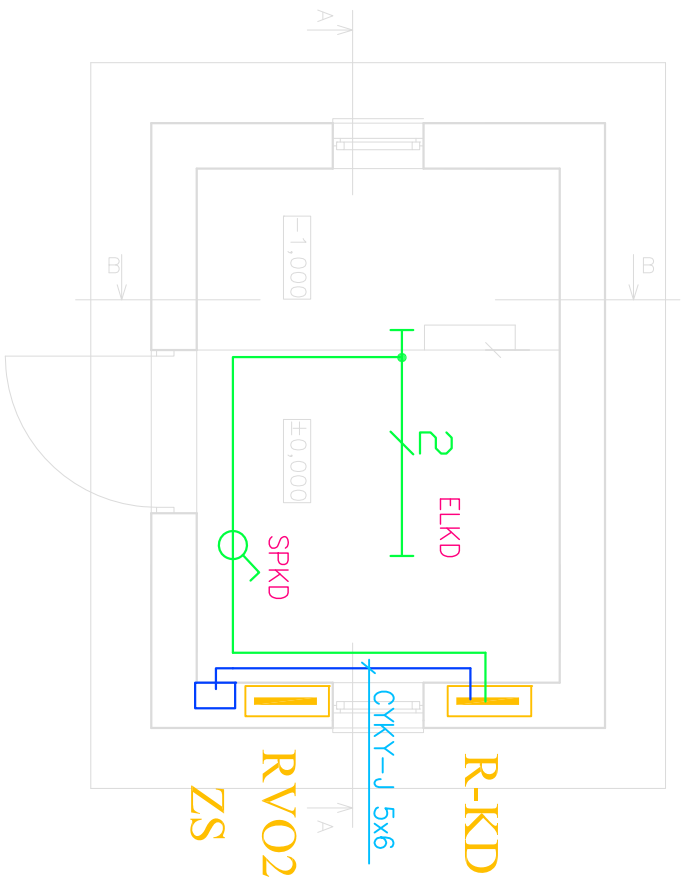 A
B
B
-1,000
±0,000
2
ELKD
SPKD
CYKY-J 5x6
R-KD
RVO2
ZS
A